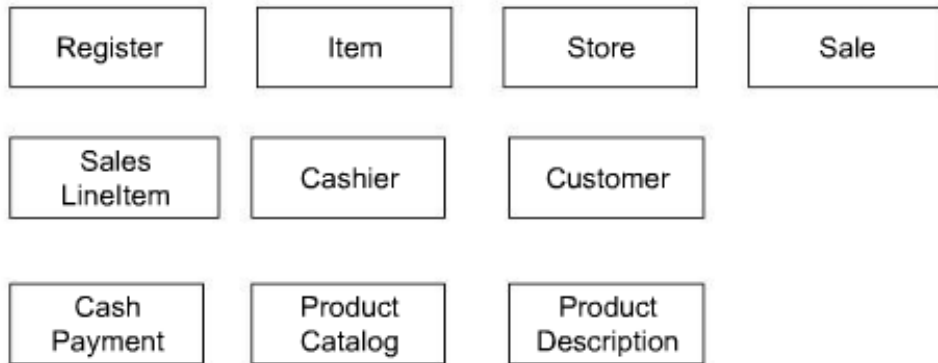 Register
Item
Store
Sale
Sales
LineItem
Cashier
Customer
Cash
Payment
Product
Catalog
Product
Description